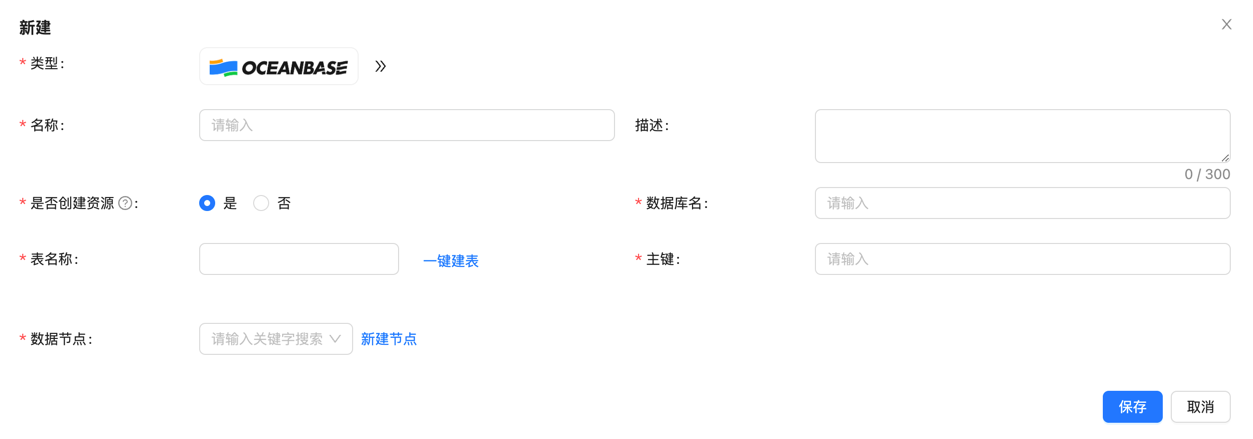 新建
* 类型:
OCEANBASE »
* 名称: 请输入
描述:
0 / 300
* 是否创建资源 ? : 是 否
* 数据库名: 请输入
* 表名称: 一键建表
* 主键: 请输入
* 数据节点: 请输入关键字搜索 新建节点
保存 取消